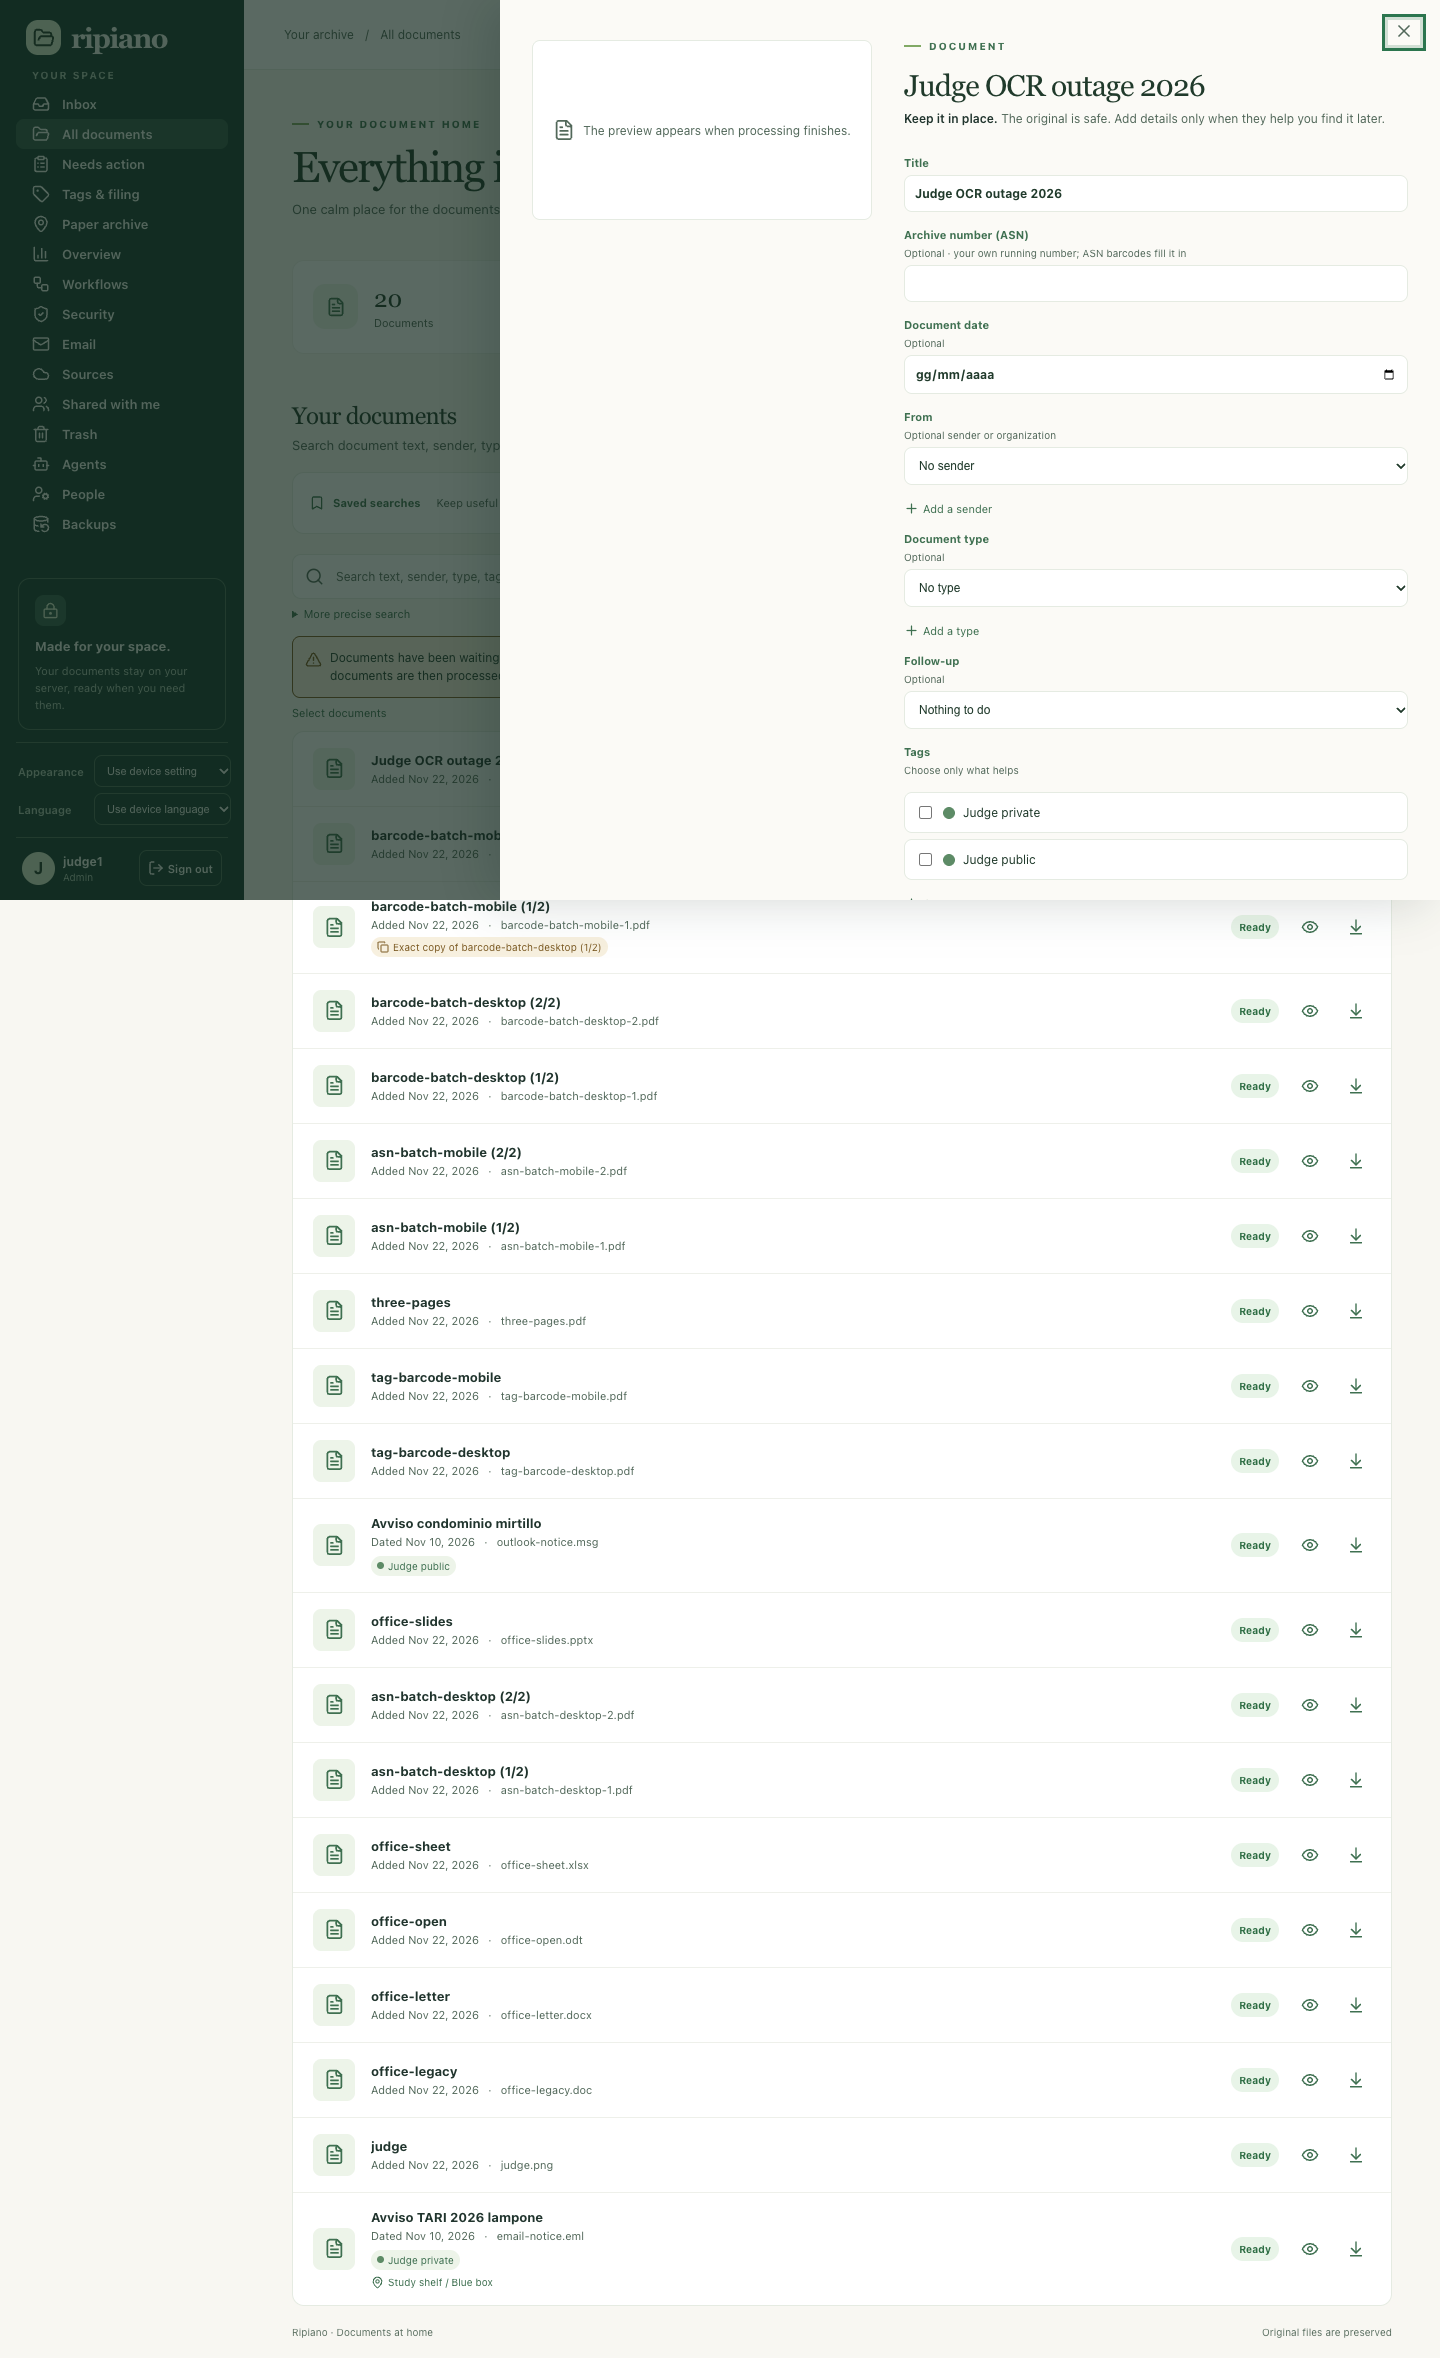 ripiano
YOUR SPACE
Inbox
All documents
Needs action
Tags & filing
Paper archive
Overview
Workflows
Security
Email
Sources
Shared with me
Trash
Agents
People
Backups
Made for your space.
Your documents stay on your
server, ready when you need
them.
Appearance Use device setting
Language Use device language
J judge1
Admin
Sign out
Your archive / All documents
YOUR DOCUMENT HOME
Everything
One calm place for the documents
20
Documents
Your documents
Search document text, sender,
Saved searches Keep useful
Search text, sender, type,
More precise search
Documents have been waiting
documents are then
Select documents
Judge OCR outage
Added Nov 22, 2026 ·
Added Nov 22, 2026 ·
DOCUMENT
Judge OCR outage 2026
Keep it in place. The original is safe. Add details only when they help you find it later.
The preview appears when processing finishes.
Title
Judge OCR outage 2026
Archive number (ASN)
Optional · your own running number; ASN barcodes fill it in
Document date
Optional
gg/mm/aaaa
From
Optional sender or organization
No sender
Add a sender
Document type
Optional
No type
Add a type
Follow-up
Optional
Nothing to do
Tags
Choose only what helps
Judge private
Judge public
barcode-batch-mobile (1/2)
Added Nov 22, 2026 · barcode-batch-mobile-1.pdf
Exact copy of barcode-batch-desktop (1/2)
Ready
barcode-batch-desktop (2/2)
Added Nov 22, 2026 · barcode-batch-desktop-2.pdf
Ready
barcode-batch-desktop (1/2)
Added Nov 22, 2026 · barcode-batch-desktop-1.pdf
Ready
asn-batch-mobile (2/2)
Added Nov 22, 2026 · asn-batch-mobile-2.pdf
Ready
asn-batch-mobile (1/2)
Added Nov 22, 2026 · asn-batch-mobile-1.pdf
Ready
three-pages
Added Nov 22, 2026 · three-pages.pdf
Ready
tag-barcode-mobile
Added Nov 22, 2026 · tag-barcode-mobile.pdf
Ready
tag-barcode-desktop
Added Nov 22, 2026 · tag-barcode-desktop.pdf
Ready
Avviso condominio mirtillo
Dated Nov 10, 2026 · outlook-notice.msg
Judge public
Ready
office-slides
Added Nov 22, 2026 · office-slides.pptx
Ready
asn-batch-desktop (2/2)
Added Nov 22, 2026 · asn-batch-desktop-2.pdf
Ready
asn-batch-desktop (1/2)
Added Nov 22, 2026 · asn-batch-desktop-1.pdf
Ready
office-sheet
Added Nov 22, 2026 · office-sheet.xlsx
Ready
office-open
Added Nov 22, 2026 · office-open.odt
Ready
office-letter
Added Nov 22, 2026 · office-letter.docx
Ready
office-legacy
Added Nov 22, 2026 · office-legacy.doc
Ready
judge
Added Nov 22, 2026 · judge.png
Ready
Avviso TARI 2026 lampone
Dated Nov 10, 2026 · email-notice.eml
Judge private
Study shelf / Blue box
Ready
Ripiano · Documents at home
Original files are preserved